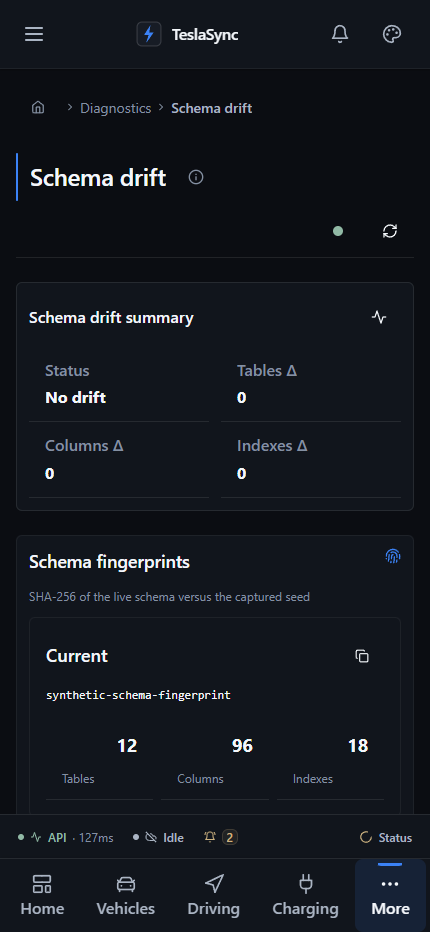 TeslaSync
Diagnostics > Schema drift
Schema drift
Schema drift summary
Status Tables Δ
No drift 0
Columns Δ Indexes Δ
0 0
Schema fingerprints
SHA-256 of the live schema versus the captured seed
Current
synthetic-schema-fingerprint
12 96 18
Tables Columns Indexes
API · 127ms Idle 2 Status
Home Vehicles Driving Charging More